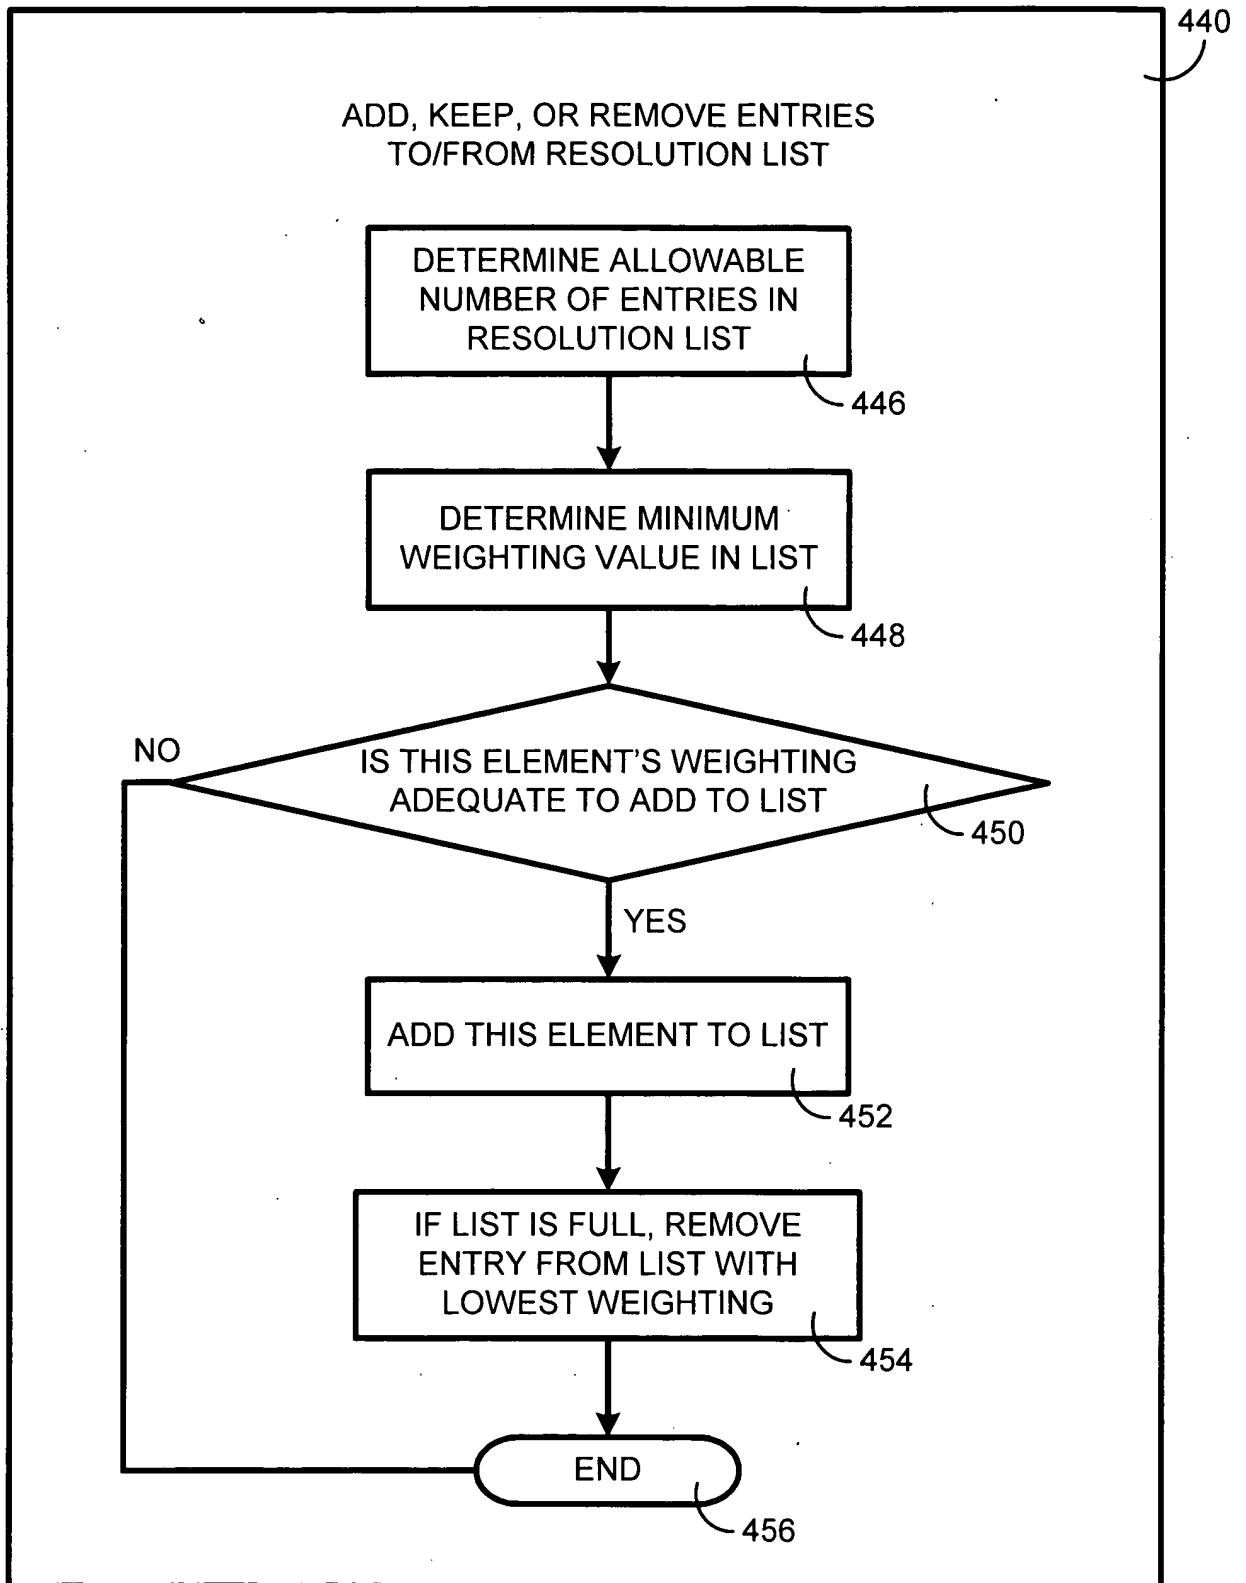 440
ADD, KEEP, OR REMOVE ENTRIES
TO/FROM RESOLUTION LIST
DETERMINE ALLOWABLE
NUMBER OF ENTRIES IN
RESOLUTION LIST
446
DETERMINE MINIMUM
WEIGHTING VALUE IN LIST
448
NO
IS THIS ELEMENT'S WEIGHTING
ADEQUATE TO ADD TO LIST
450
YES
ADD THIS ELEMENT TO LIST
452
IF LIST IS FULL, REMOVE
ENTRY FROM LIST WITH
LOWEST WEIGHTING
454
END
456